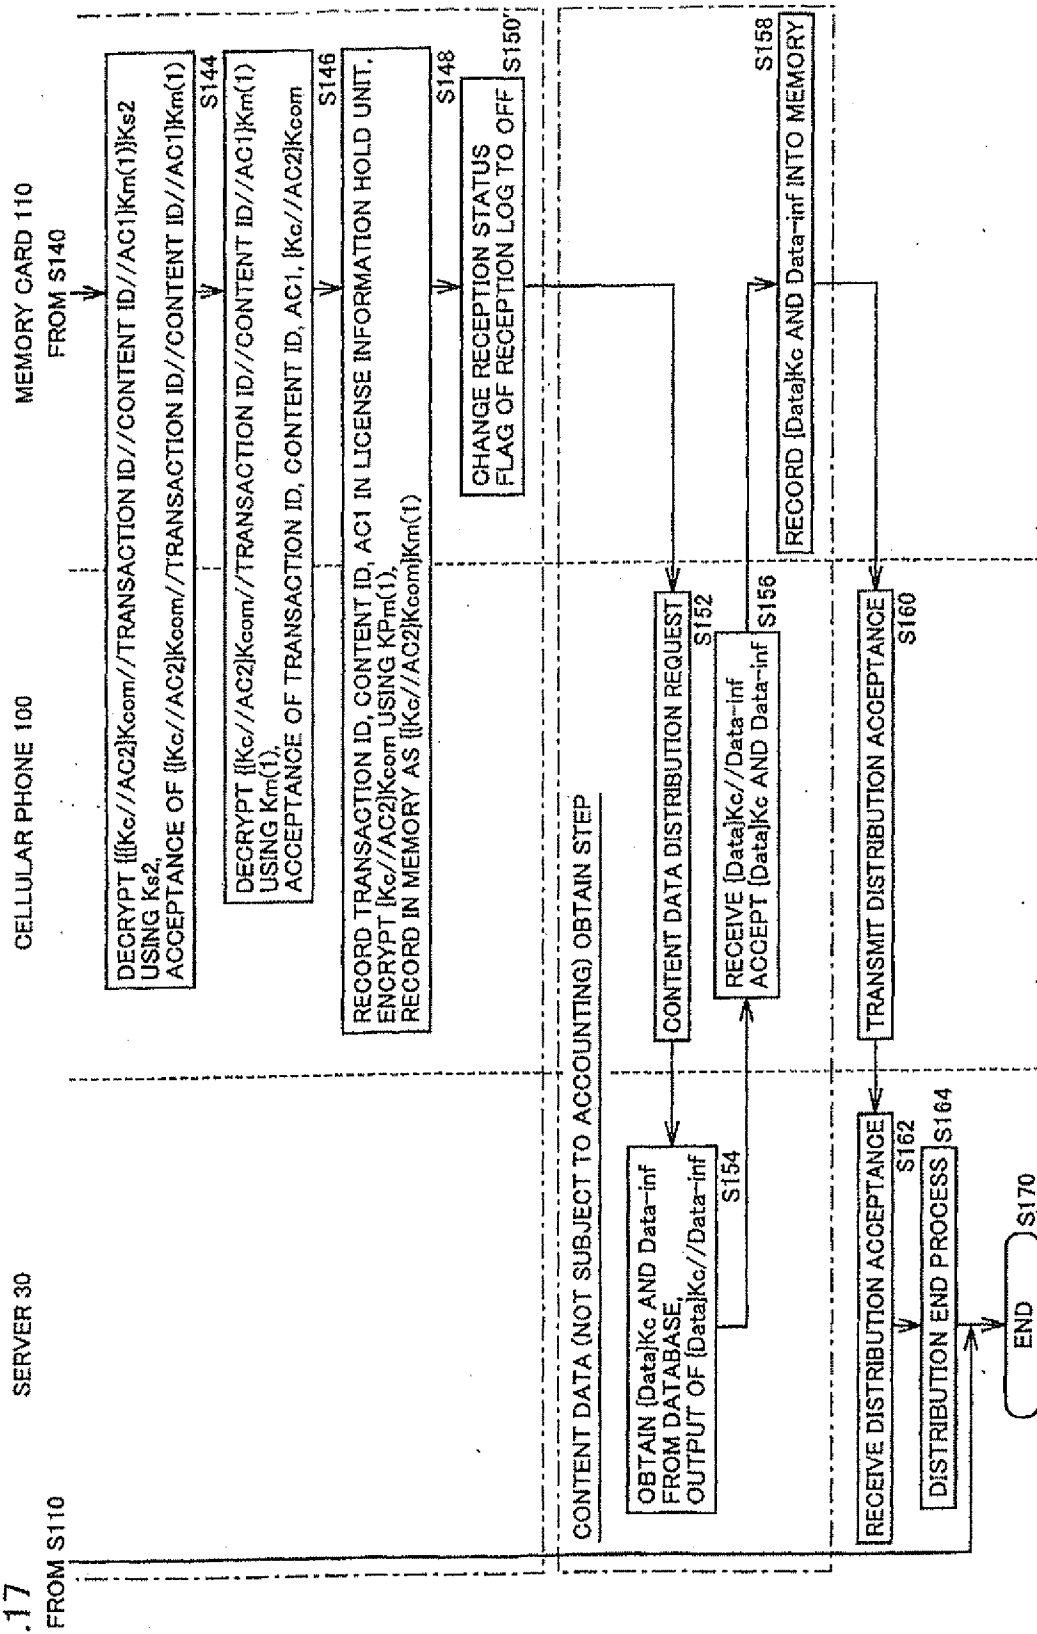 .17
FROM S110
SERVER 30
CELLULAR PHONE 100
MEMORY CARD 110
FROM S140
DECRYPT {{{Kc//AC2}Kcom//TRANSACTION ID//CONTENT ID//AC1}Km(1)}Ks2
USING Ks2,
ACCEPTANCE OF {{Kc//AC2}Kcom//TRANSACTION ID//CONTENT ID//AC1}Km(1)
S144
DECRYPT {{Kc//AC2}Kcom//TRANSACTION ID//CONTENT ID//AC1}Km(1)
USING Km(1),
ACCEPTANCE OF TRANSACTION ID, CONTENT ID, AC1, {Kc//AC2}Kcom
S146
RECORD TRANSACTION ID, CONTENT ID, AC1 IN LICENSE INFORMATION HOLD UNIT,
ENCRYPT {Kc//AC2}Kcom USING KPm(1),
RECORD IN MEMORY AS {{Kc//AC2}Kcom}Km(1)
S148
CHANGE RECEPTION STATUS
FLAG OF RECEPTION LOG TO OFF
S150
CONTENT DATA (NOT SUBJECT TO ACCOUNTING) OBTAIN STEP
CONTENT DATA DISTRIBUTION REQUEST
S152
OBTAIN {Data}Kc AND Data-inf
FROM DATABASE,
OUTPUT OF {Data}Kc//Data-inf
S154
RECEIVE {Data}Kc//Data-inf
ACCEPT {Data}Kc AND Data-inf
S156
RECORD {Data}Kc AND Data-inf INTO MEMORY
S158
TRANSMIT DISTRIBUTION ACCEPTANCE
S160
RECEIVE DISTRIBUTION ACCEPTANCE
S162
DISTRIBUTION END PROCESS
S164
END
S170